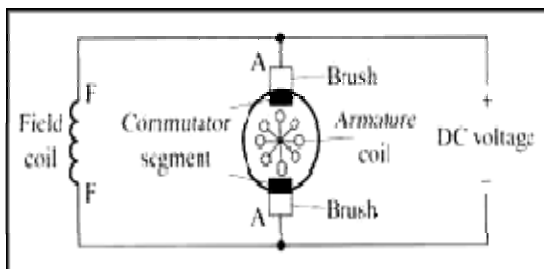 A
Brush
F
Field
coil
F
Commutator
segment
Armature
coil
+
DC voltage
−
A
Brush